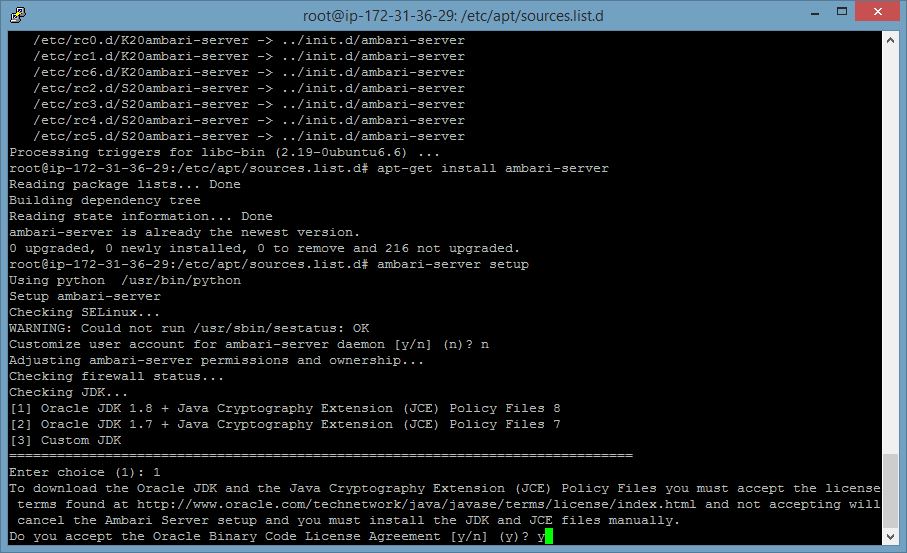 root@ip-172-31-36-29: /etc/apt/sources.list.d
/etc/rc0.d/K20ambari-server -> ../init.d/ambari-server
/etc/rc1.d/K20ambari-server -> ../init.d/ambari-server
/etc/rc6.d/K20ambari-server -> ../init.d/ambari-server
/etc/rc2.d/S20ambari-server -> ../init.d/ambari-server
/etc/rc3.d/S20ambari-server -> ../init.d/ambari-server
/etc/rc4.d/S20ambari-server -> ../init.d/ambari-server
/etc/rc5.d/S20ambari-server -> ../init.d/ambari-server
Processing triggers for libc-bin (2.19-0ubuntu6.6) ...
root@ip-172-31-36-29:/etc/apt/sources.list.d# apt-get install ambari-server
Reading package lists... Done
Building dependency tree
Reading state information... Done
ambari-server is already the newest version.
0 upgraded, 0 newly installed, 0 to remove and 216 not upgraded.
root@ip-172-31-36-29:/etc/apt/sources.list.d# ambari-server setup
Using python  /usr/bin/python
Setup ambari-server
Checking SELinux...
WARNING: Could not run /usr/sbin/sestatus: OK
Customize user account for ambari-server daemon [y/n] (n)? n
Adjusting ambari-server permissions and ownership...
Checking firewall status...
Checking JDK...
[1] Oracle JDK 1.8 + Java Cryptography Extension (JCE) Policy Files 8
[2] Oracle JDK 1.7 + Java Cryptography Extension (JCE) Policy Files 7
[3] Custom JDK
==============================================================================
Enter choice (1): 1
To download the Oracle JDK and the Java Cryptography Extension (JCE) Policy Files you must accept the license
terms found at http://www.oracle.com/technetwork/java/javase/terms/license/index.html and not accepting will
cancel the Ambari Server setup and you must install the JDK and JCE files manually.
Do you accept the Oracle Binary Code License Agreement [y/n] (y)? y